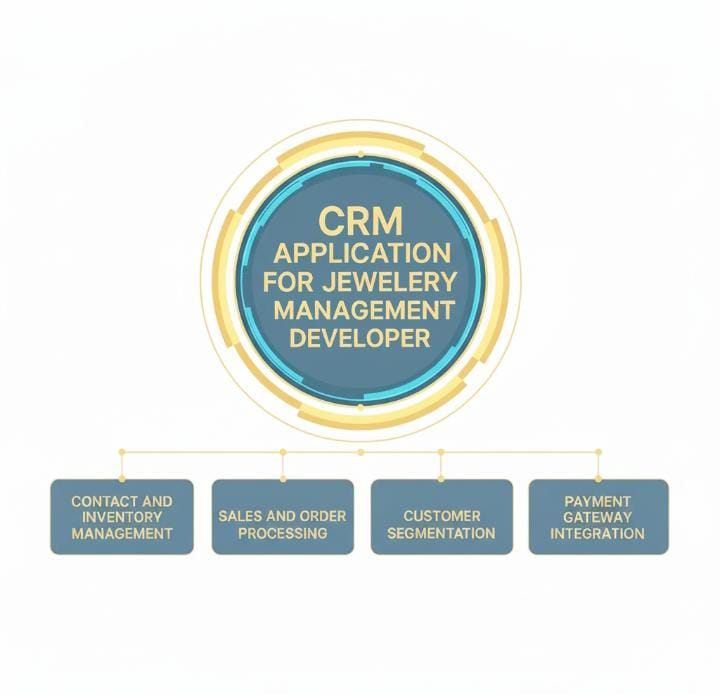 CRM
APPLICATION
FOR JEWELERY
MANAGEMENT
DEVELOPER
CONTACT AND
INVENTORY
MANAGEMENT
SALES AND ORDER
PROCESSING
CUSTOMER
SEGMENTATION
PAYMENT
GATEWAY
INTEGRATION